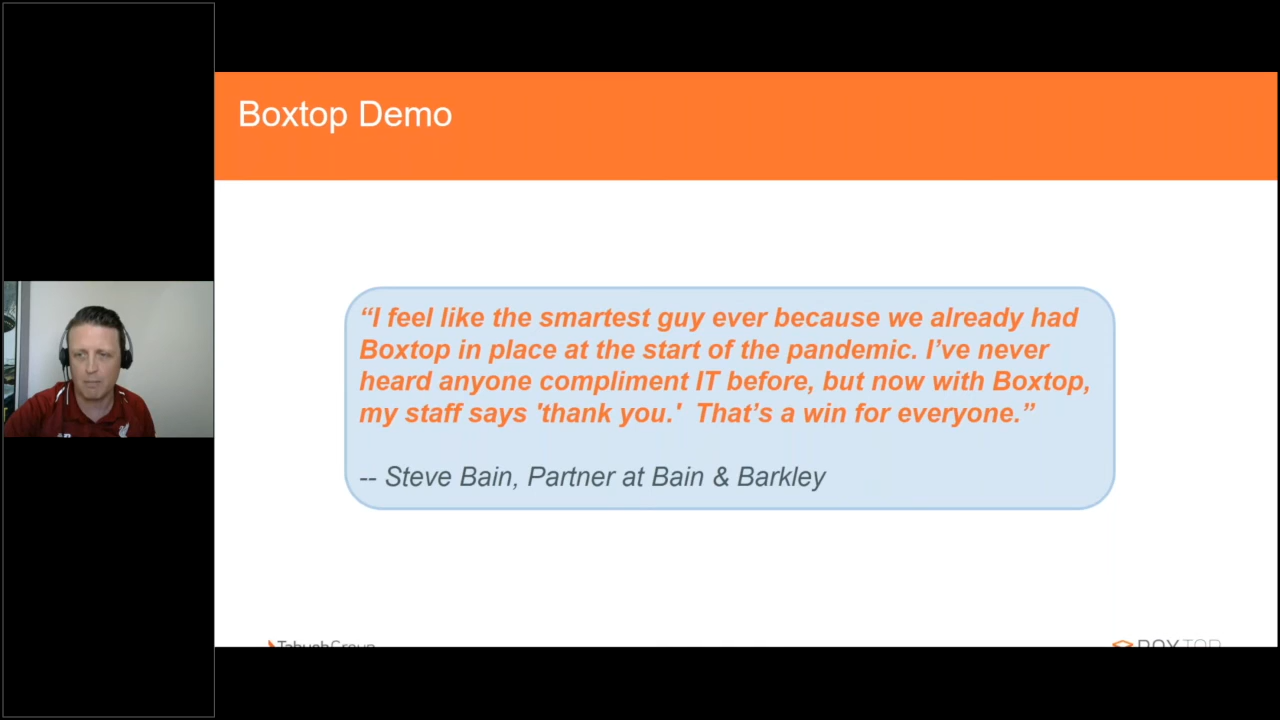 Boxtop Demo
“I feel like the smartest guy ever because we already had
Boxtop in place at the start of the pandemic. I’ve never
heard anyone compliment IT before, but now with Boxtop,
my staff says 'thank you.'  That’s a win for everyone.”
-- Steve Bain, Partner at Bain & Barkley
TabushGroup
BOXTOP